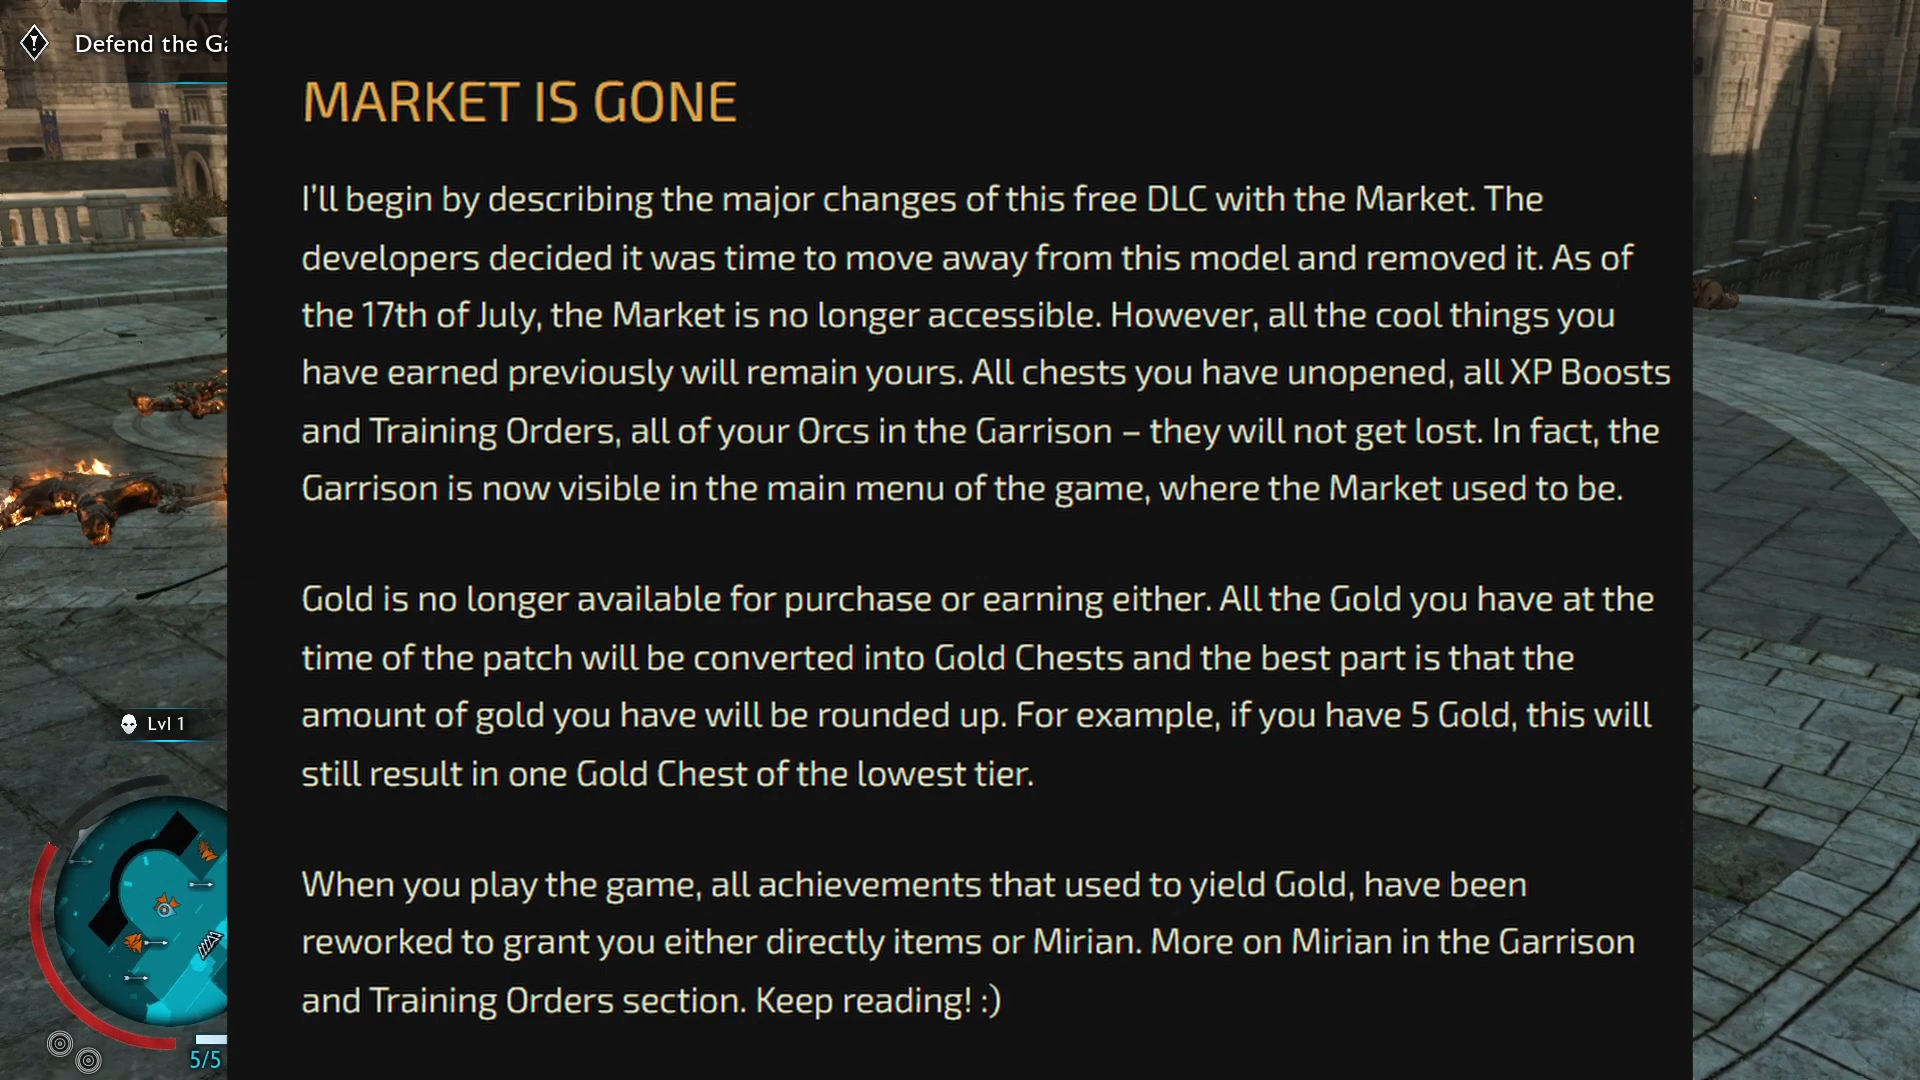 Defend the Ga
MARKET IS GONE
I'll begin by describing the major changes of this free DLC with the Market. The
developers decided it was time to move away from this model and removed it. As of
the 17th of July, the Market is no longer accessible. However, all the cool things you
have earned previously will remain yours. All chests you have unopened, all XP Boosts
and Training Orders, all of your Orcs in the Garrison – they will not get lost. In fact, the
Garrison is now visible in the main menu of the game, where the Market used to be.
Gold is no longer available for purchase or earning either. All the Gold you have at the
time of the patch will be converted into Gold Chests and the best part is that the
amount of gold you have will be rounded up. For example, if you have 5 Gold, this will
still result in one Gold Chest of the lowest tier.
When you play the game, all achievements that used to yield Gold, have been
reworked to grant you either directly items or Mirian. More on Mirian in the Garrison
and Training Orders section. Keep reading! :)
Lvl 1
5/5